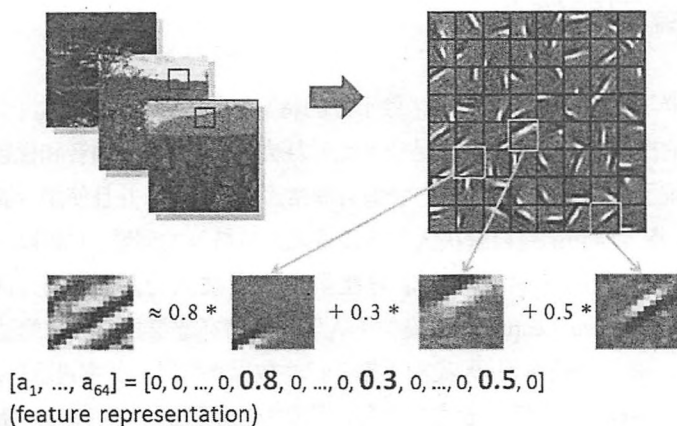 ≈ 0.8 * + 0.3 * + 0.5 *
[a₁, ..., a₆₄] = [0, 0, ..., 0, 0.8, 0, ..., 0, 0.3, 0, ..., 0, 0.5, 0]
(feature representation)